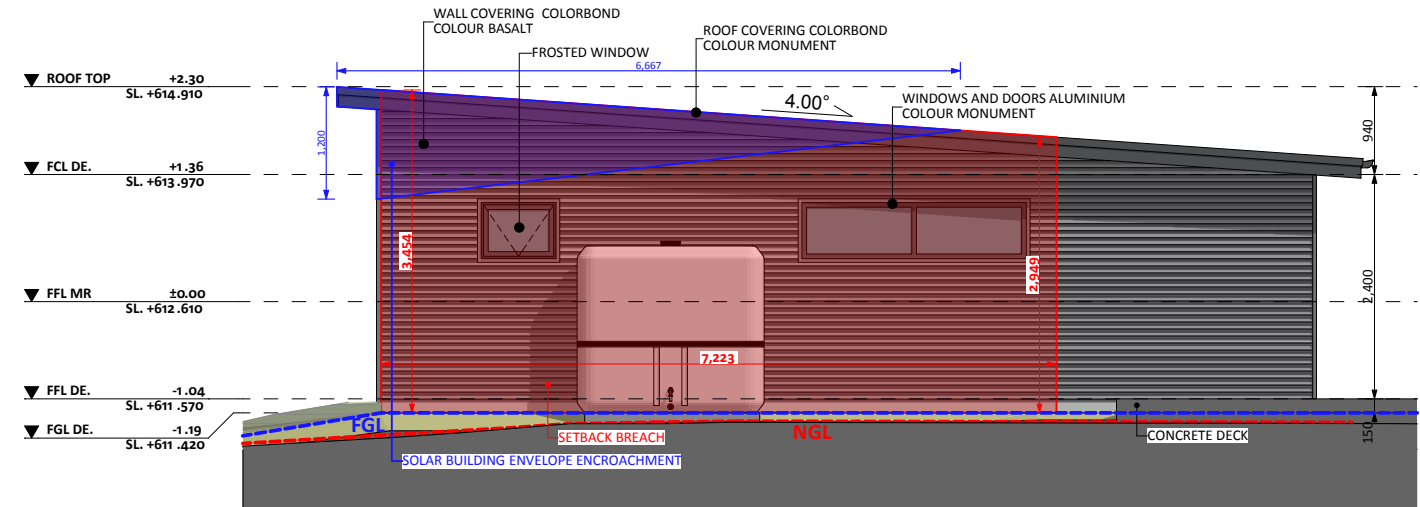 WALL COVERING COLORBOND
COLOUR BASALT
ROOF COVERING COLORBOND
COLOUR MONUMENT
FROSTED WINDOW
6,667
ROOF TOP +2.30
SL. +614.910
4.00°
WINDOWS AND DOORS ALUMINIUM
COLOUR MONUMENT
940
1,200
FCL DE. +1.36
SL. +613.970
3,454
2,949
2,400
FFL MR ±0.00
SL. +612.610
7,223
FFL DE. -1.04
SL. +611.570
FGL DE. -1.19
SL. +611.420
FGL
NGL
150
SETBACK BREACH
CONCRETE DECK
SOLAR BUILDING ENVELOPE ENCROACHMENT